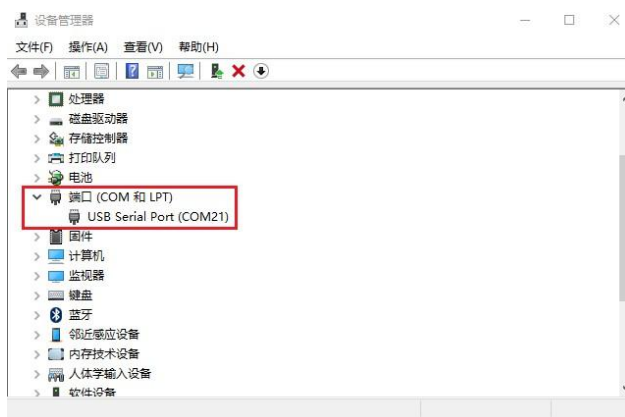 设备管理器
文件(F) 操作(A) 查看(V) 帮助(H)
处理器
磁盘驱动器
存储控制器
打印队列
电池
端口 (COM 和 LPT)
USB Serial Port (COM21)
固件
计算机
监视器
键盘
蓝牙
邻近感应设备
内存技术设备
人体学输入设备
软件设备